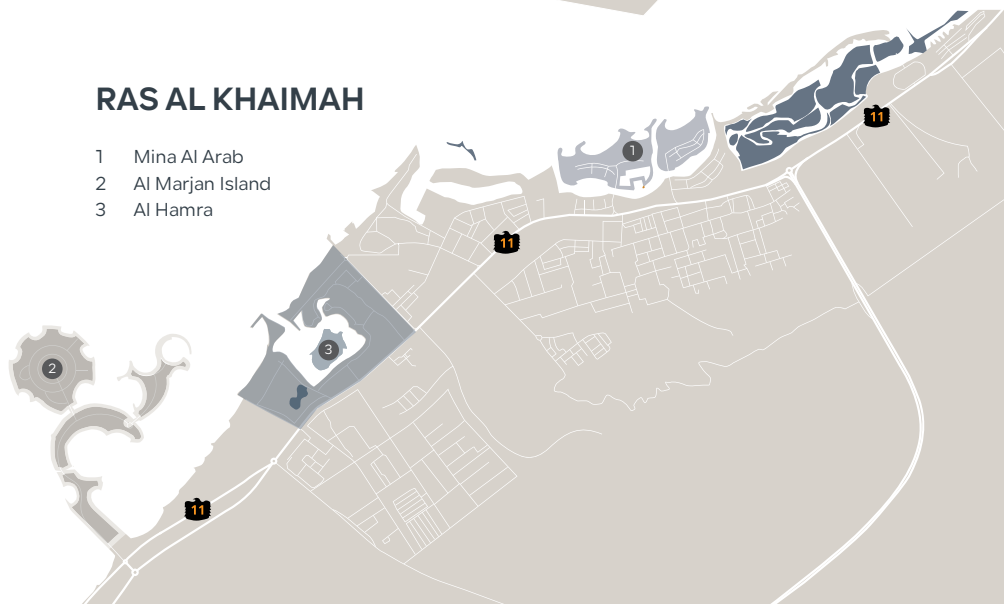 RAS AL KHAIMAH
1 Mina Al Arab
2 Al Marjan Island
3 Al Hamra
11
1
11
3
2
11